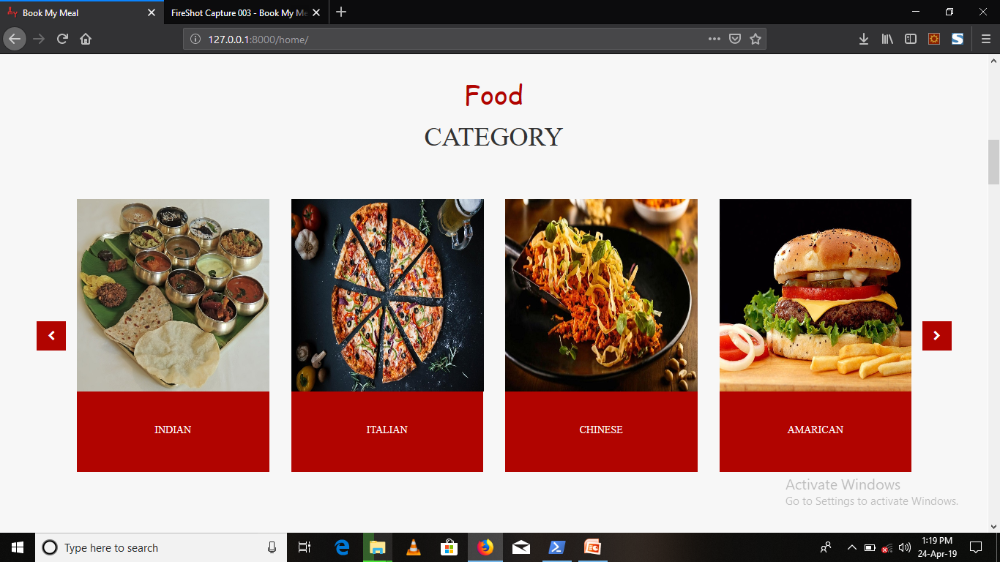 Book My Meal
FireShot Capture 003 - Book My Me
127.0.0.1:8000/home/
Food
CATEGORY
INDIAN
ITALIAN
CHINESE
AMARICAN
Activate Windows
Go to Settings to activate Windows.
Type here to search
1:19 PM
24-Apr-19